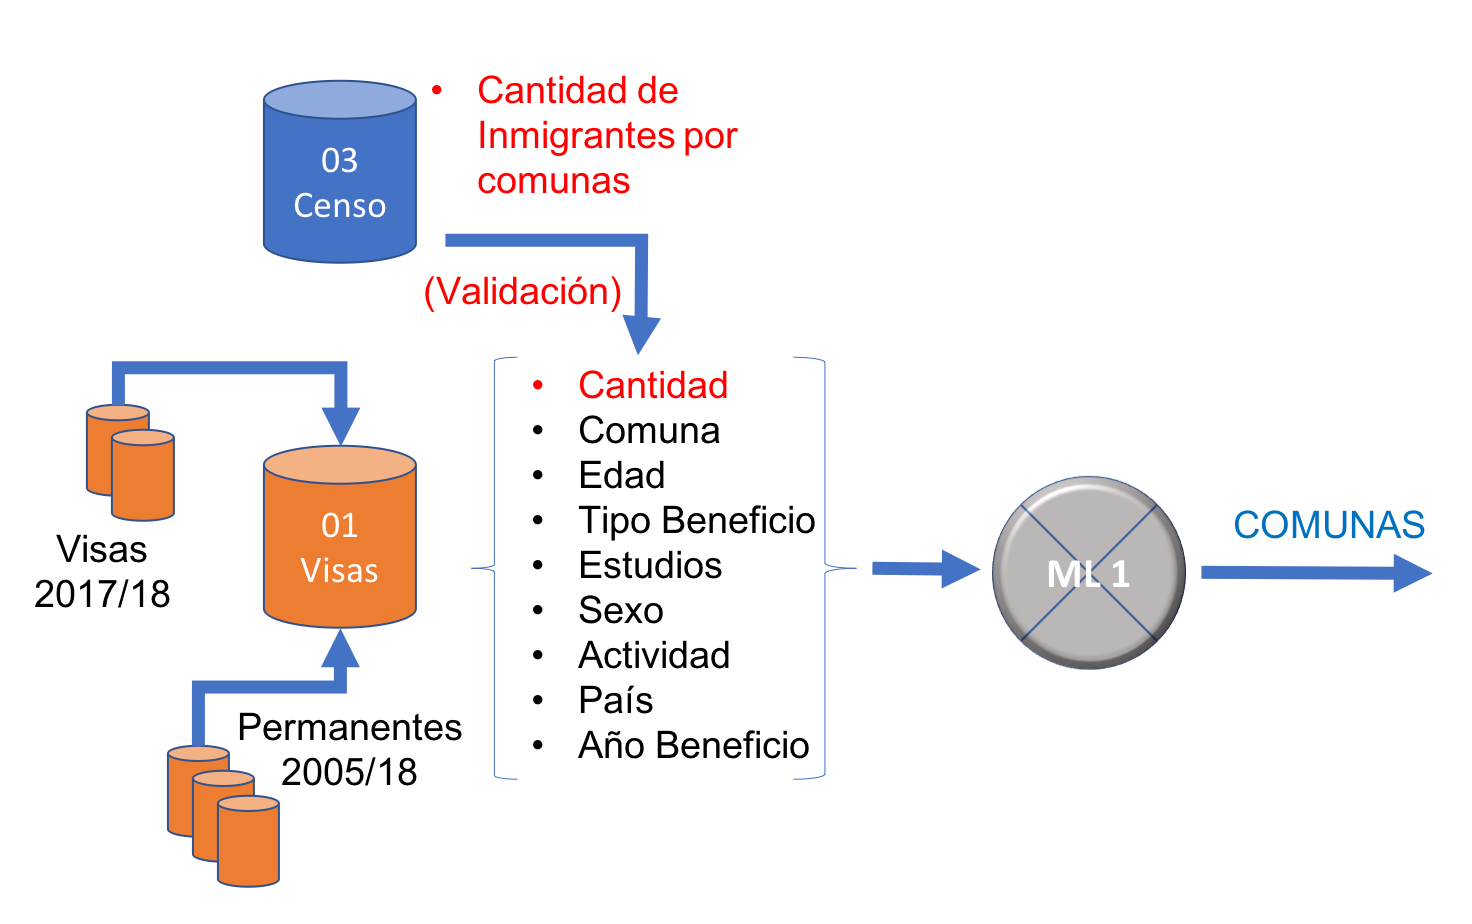 • Cantidad de
Inmigrantes por
comunas
03
Censo
(Validación)
Visas
2017/18
01
Visas
Permanentes
2005/18
• Cantidad
• Comuna
• Edad
• Tipo Beneficio
• Estudios
• Sexo
• Actividad
• País
• Año Beneficio
ML 1
COMUNAS